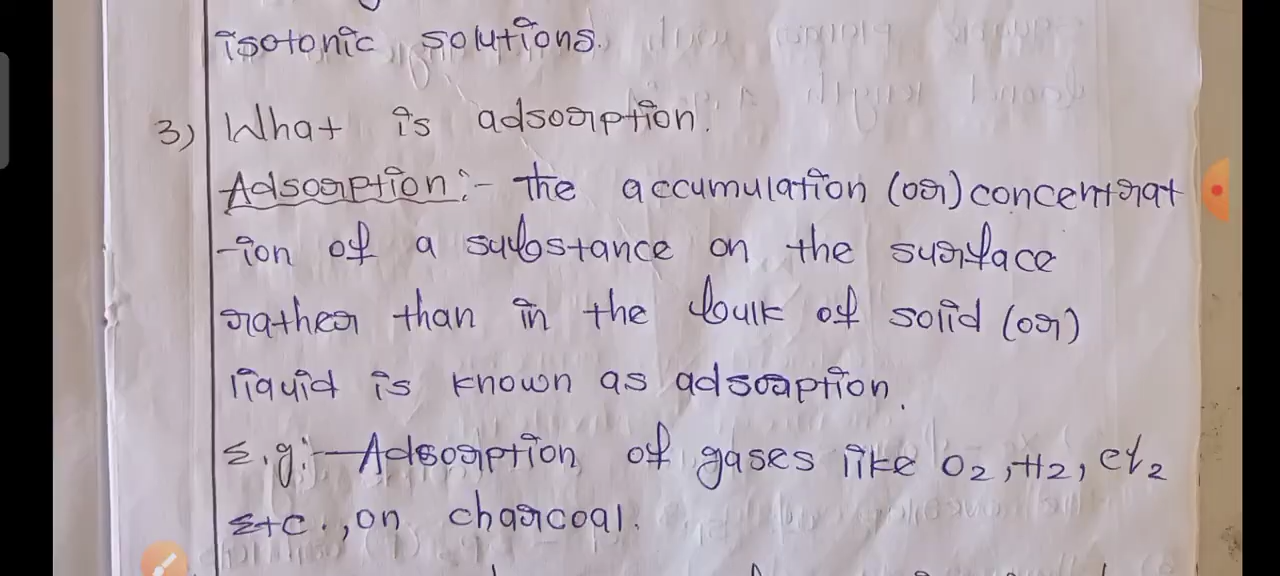 isotonic solutions.
3) What is adsorption.
Adsorption:- the accumulation (or) concentrat
-ion of a substance on the surface
rather than in the bulk of solid (or)
liquid is known as adsorption.
E.g:- Adsorption of gases like O2, H2, Cl2
Etc., on charcoal.